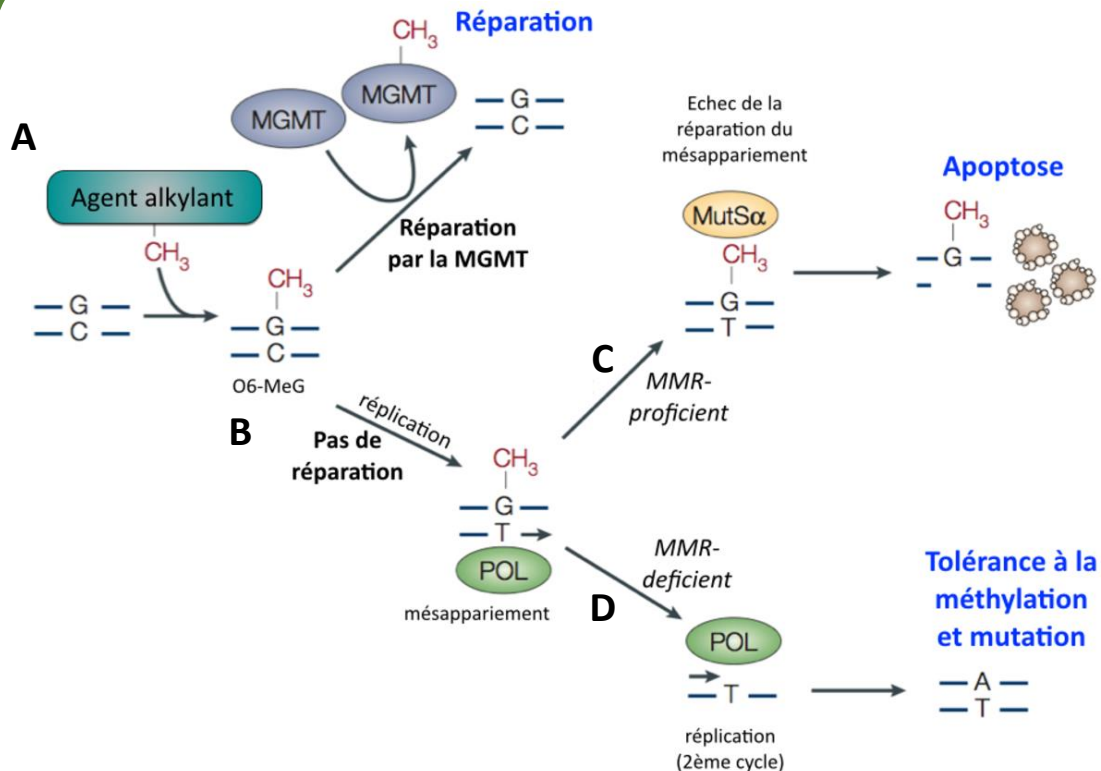 Réparation
CH3
MGMT
MGMT
G
C
A
Agent alkylant
CH3
G
C
CH3
G
C
O6-MeG
Réparation
par la MGMT
Echec de la
réparation du
mésappariement
MutSα
CH3
G
T
Apoptose
CH3
G
B
réplication
Pas de
réparation
CH3
G
T
POL
mésappariement
C
MMR-
proficient
D
MMR-
deficient
POL
T
réplication
(2ème cycle)
Tolérance à la
méthylation
et mutation
A
T